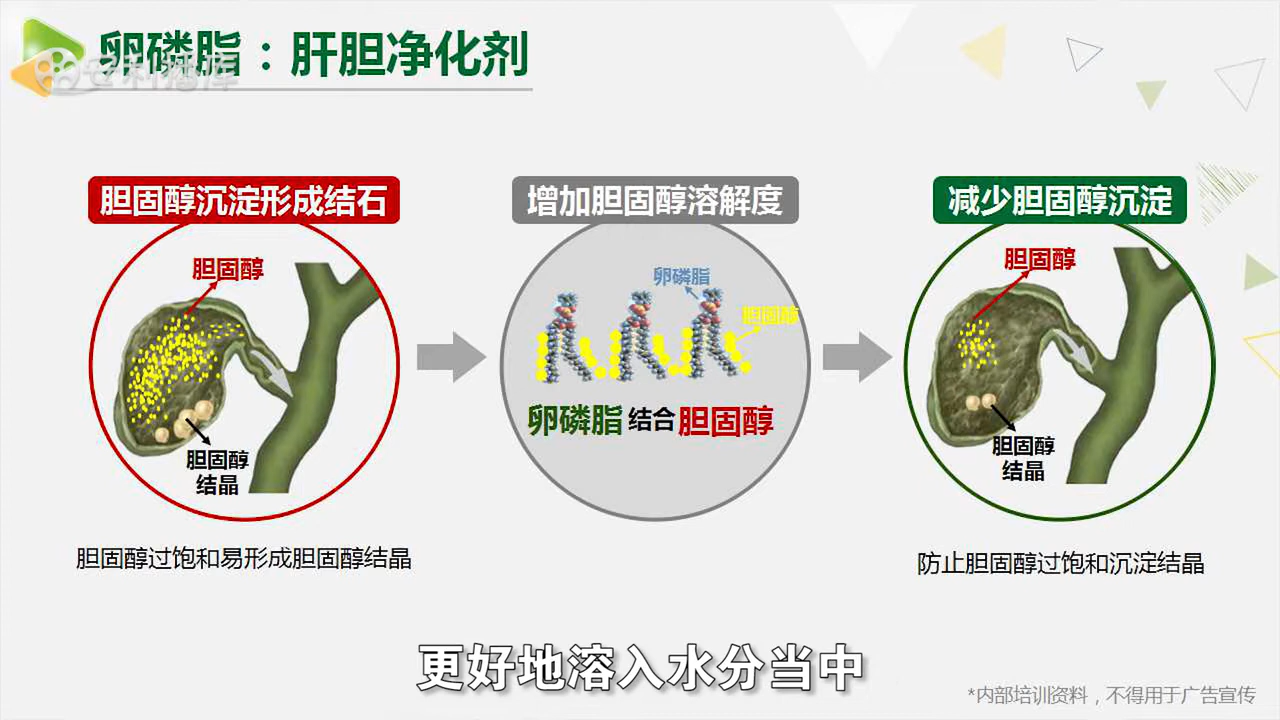 卵磷脂：肝胆净化剂
安利播库
胆固醇沉淀形成结石
增加胆固醇溶解度
减少胆固醇沉淀
胆固醇
胆固醇
结晶
卵磷脂
胆固醇
卵磷脂结合胆固醇
胆固醇
胆固醇
结晶
胆固醇过饱和易形成胆固醇结晶
防止胆固醇过饱和沉淀结晶
更好地溶入水分当中
*内部培训资料，不得用于广告宣传